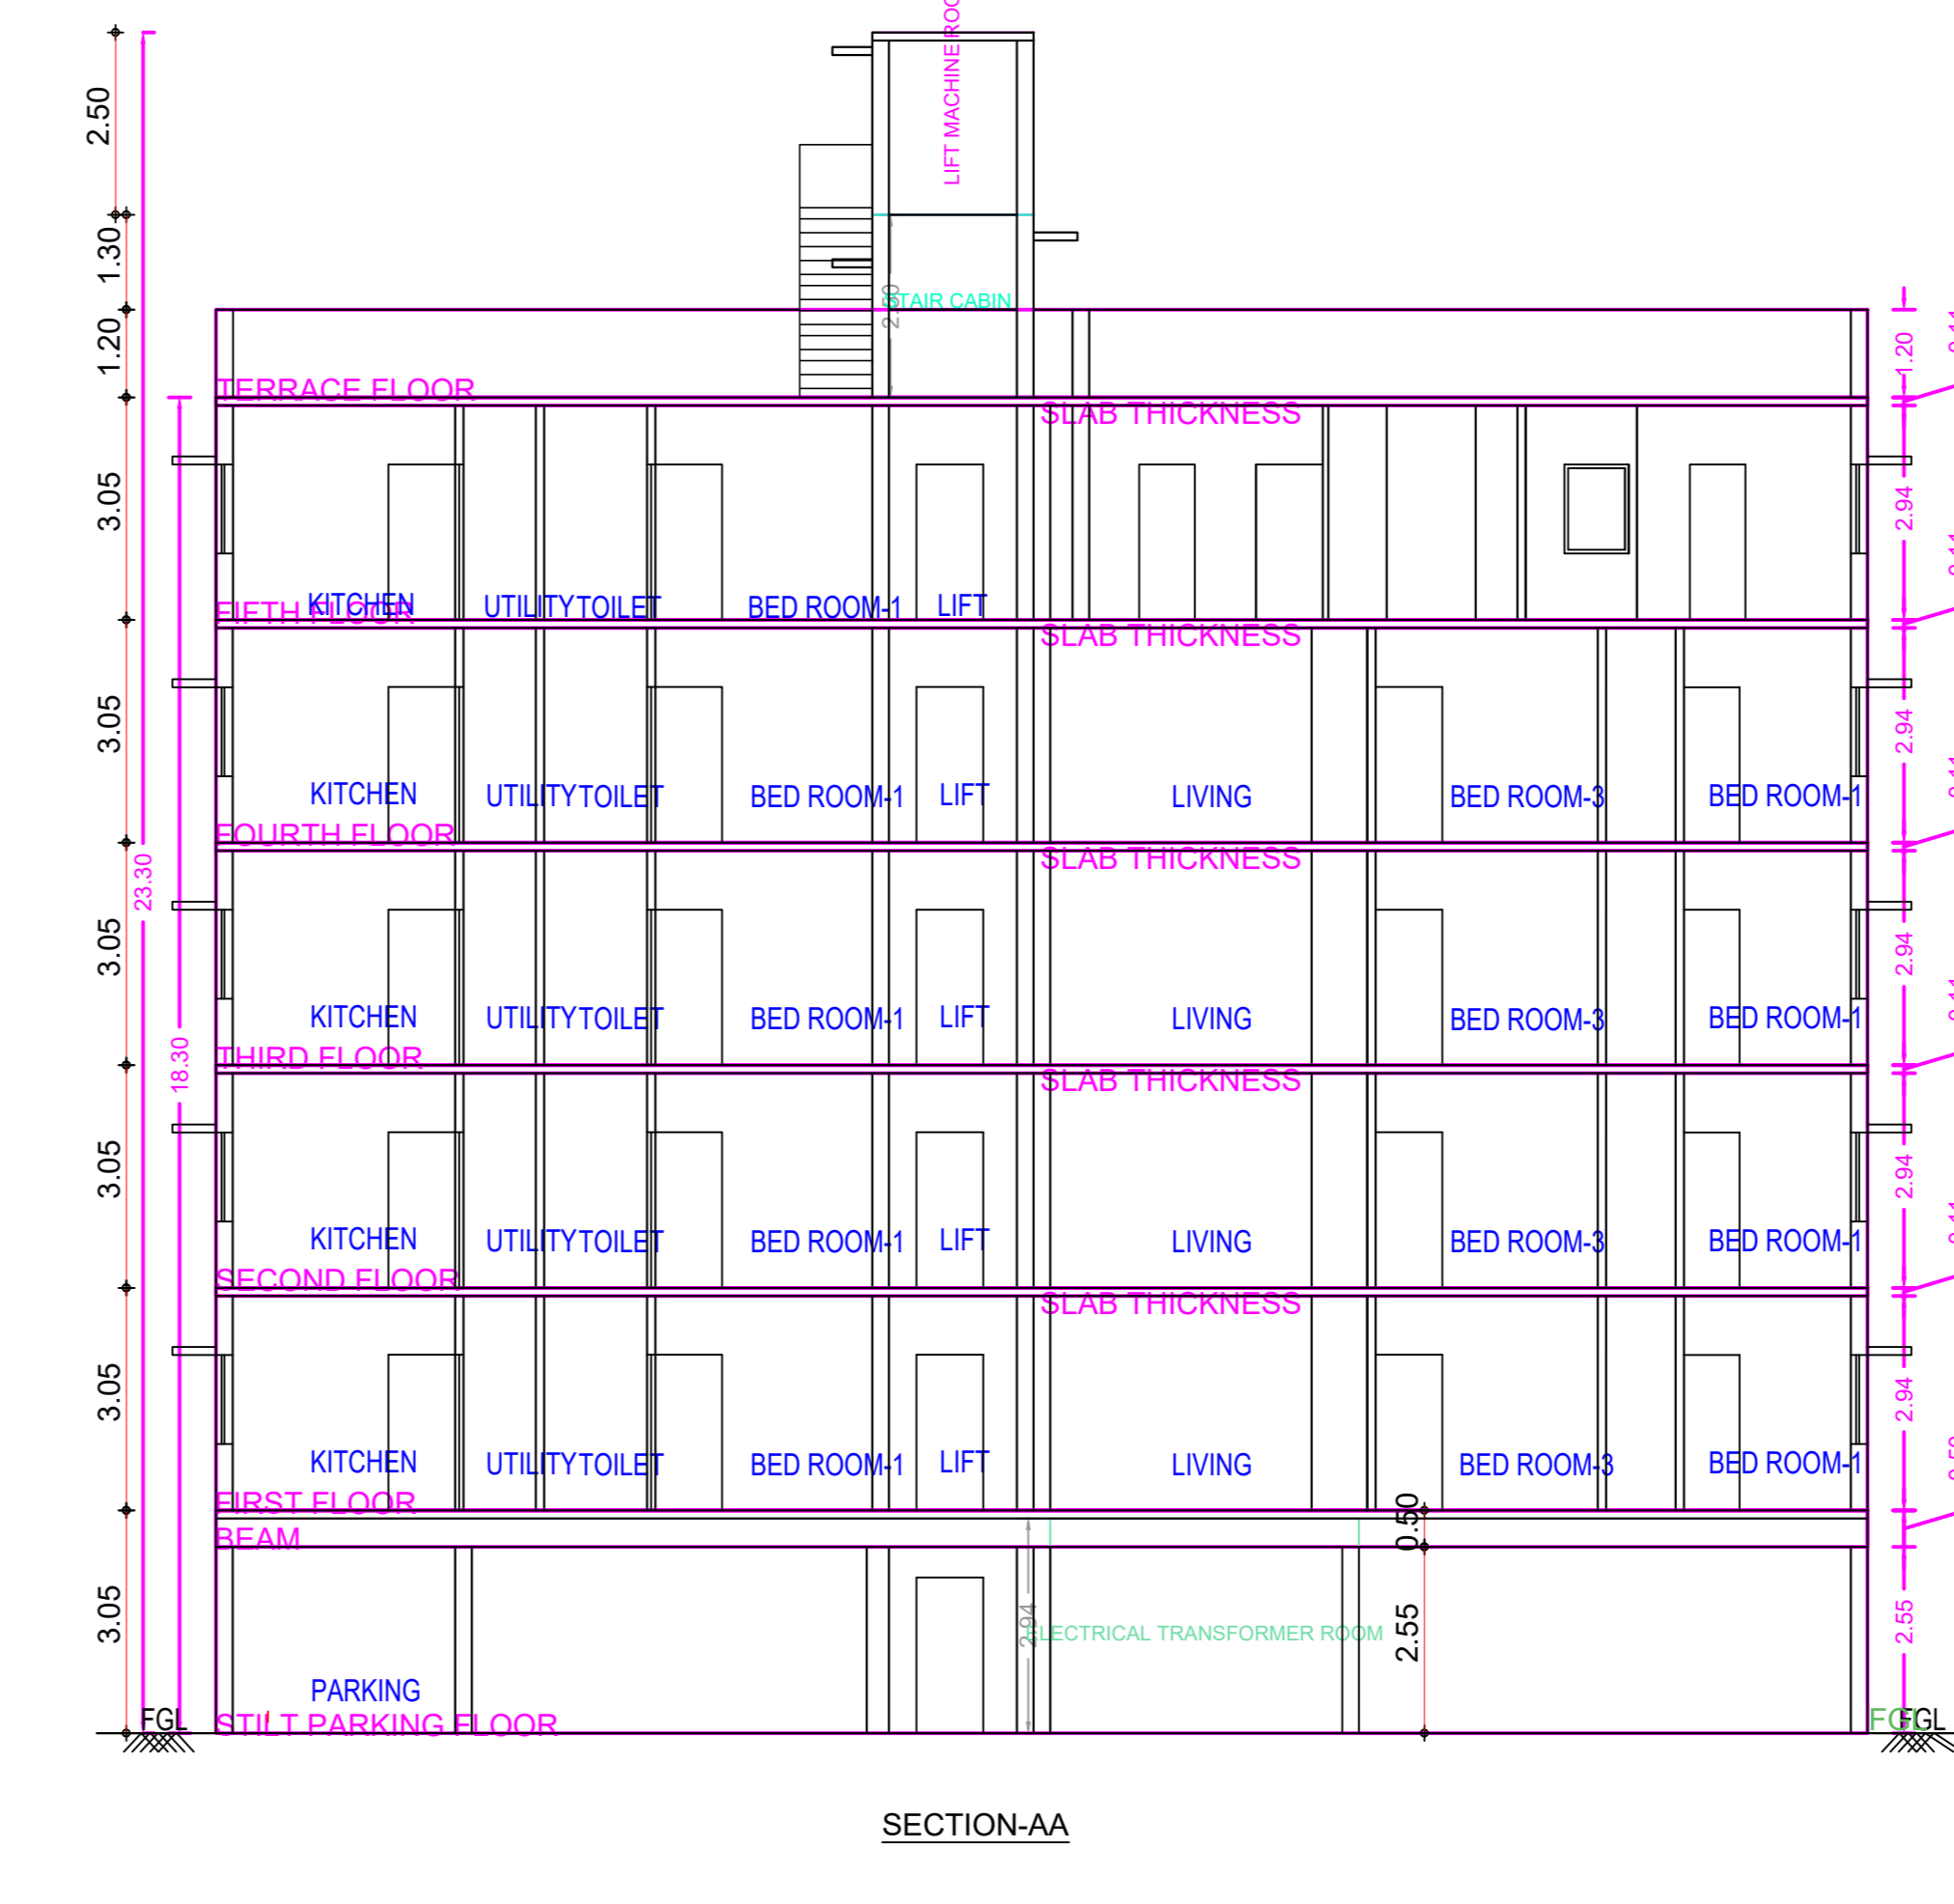 LIFT MACHINE
2.50
1.30
STAIR CABIN
2.50
1.20
1.20
TERRACE FLOOR
SLAB THICKNESS
3.05
2.94
KITCHEN
UTILITY
TOILET
BED ROOM-1
LIFT
FIFTH FLOOR
SLAB THICKNESS
3.05
2.94
KITCHEN
UTILITY
TOILET
BED ROOM-1
LIFT
LIVING
BED ROOM-3
BED ROOM-1
FOURTH FLOOR
SLAB THICKNESS
23.30
3.05
2.94
KITCHEN
UTILITY
TOILET
BED ROOM-1
LIFT
LIVING
BED ROOM-3
BED ROOM-1
THIRD FLOOR
SLAB THICKNESS
18.30
3.05
2.94
KITCHEN
UTILITY
TOILET
BED ROOM-1
LIFT
LIVING
BED ROOM-3
BED ROOM-1
SECOND FLOOR
SLAB THICKNESS
3.05
2.94
KITCHEN
UTILITY
TOILET
BED ROOM-1
LIFT
LIVING
BED ROOM-3
BED ROOM-1
FIRST FLOOR
0.50
BEAM
3.05
2.94
ELECTRICAL TRANSFORMER ROOM
2.55
2.55
PARKING
FGL
STILT PARKING FLOOR
FGL
FGL
SECTION-AA